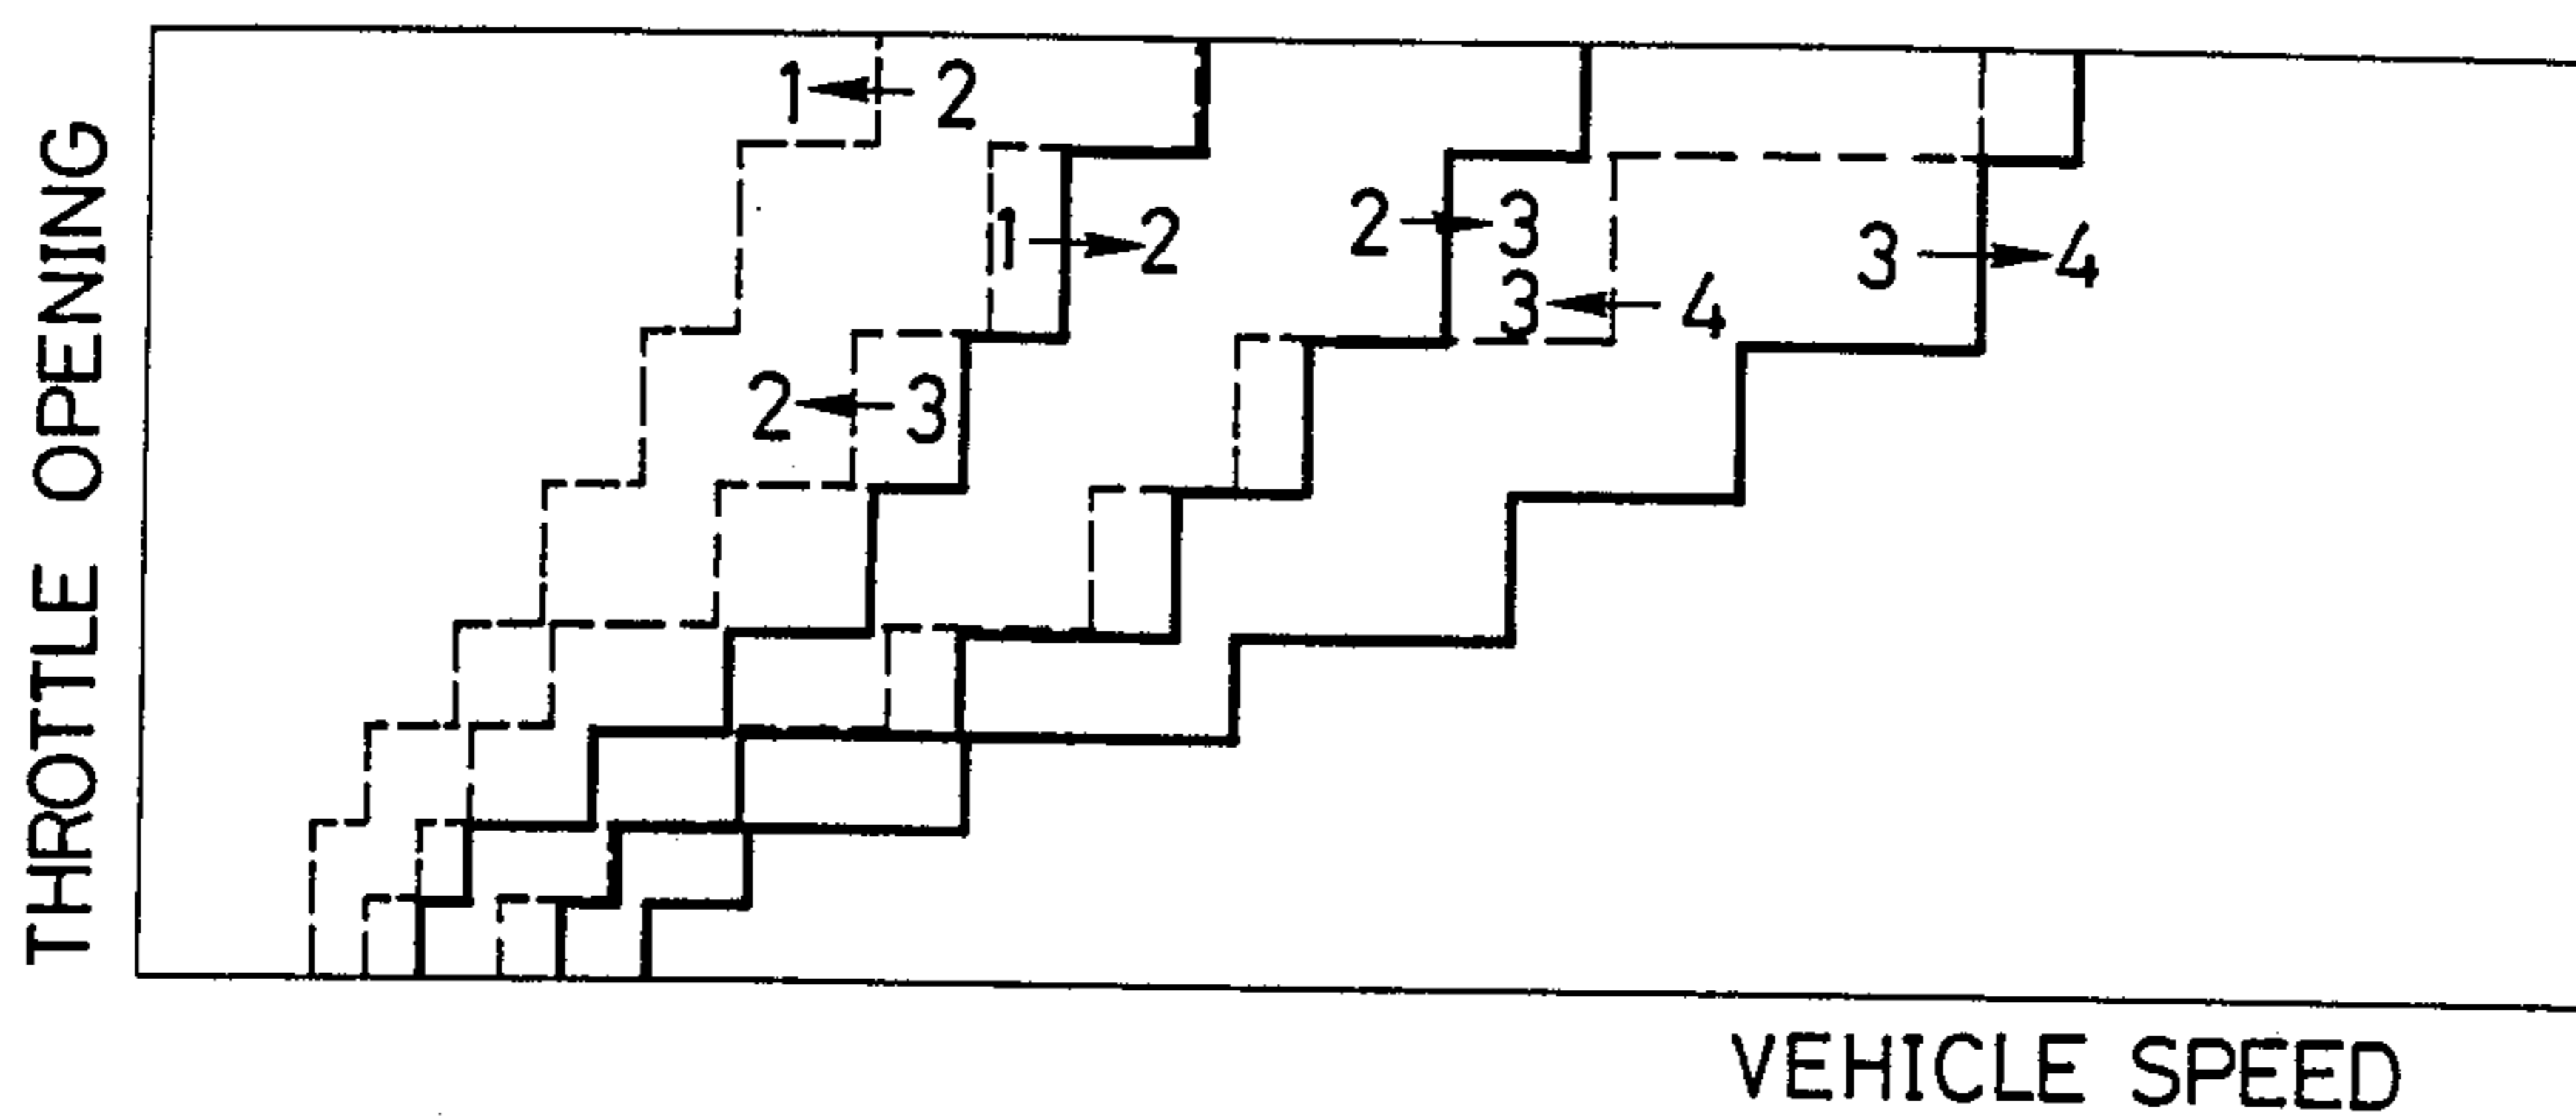 THROTTLE OPENING
1 ← 2
1 → 2
2 → 3
3 ← 4
3 → 4
2 ← 3
VEHICLE SPEED